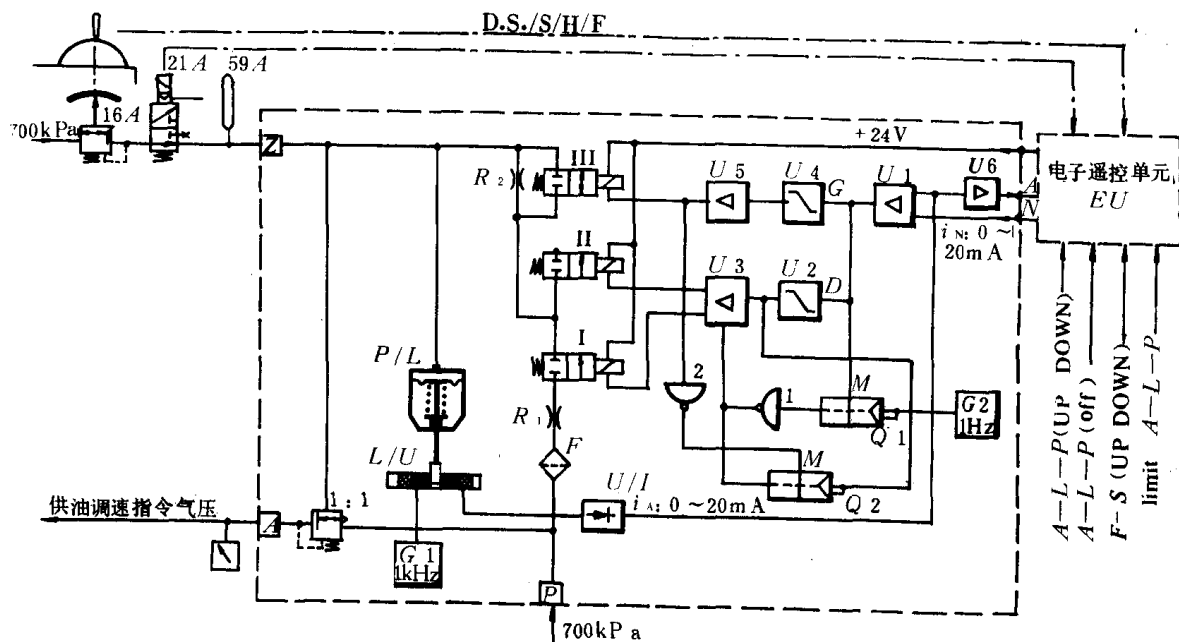 D.S./S/H/F
21A
59A
16A
700kPa
Z
+24V
III
R2
U5
U4
G
U1
U6
A
N
电子遥控单元
EU
iN: 0~
20mA
II
U3
U2
D
P/L
I
2
M
1
Q1
G2
1Hz
R1
F
M
Q2
L/U
U/I
iA: 0~20mA
1:1
供油调速指令气压
A
G1
1kHz
P
700kPa
A-L-P(UP DOWN)
A-L-P(off)
F-S(UP DOWN)
limit A-L-P